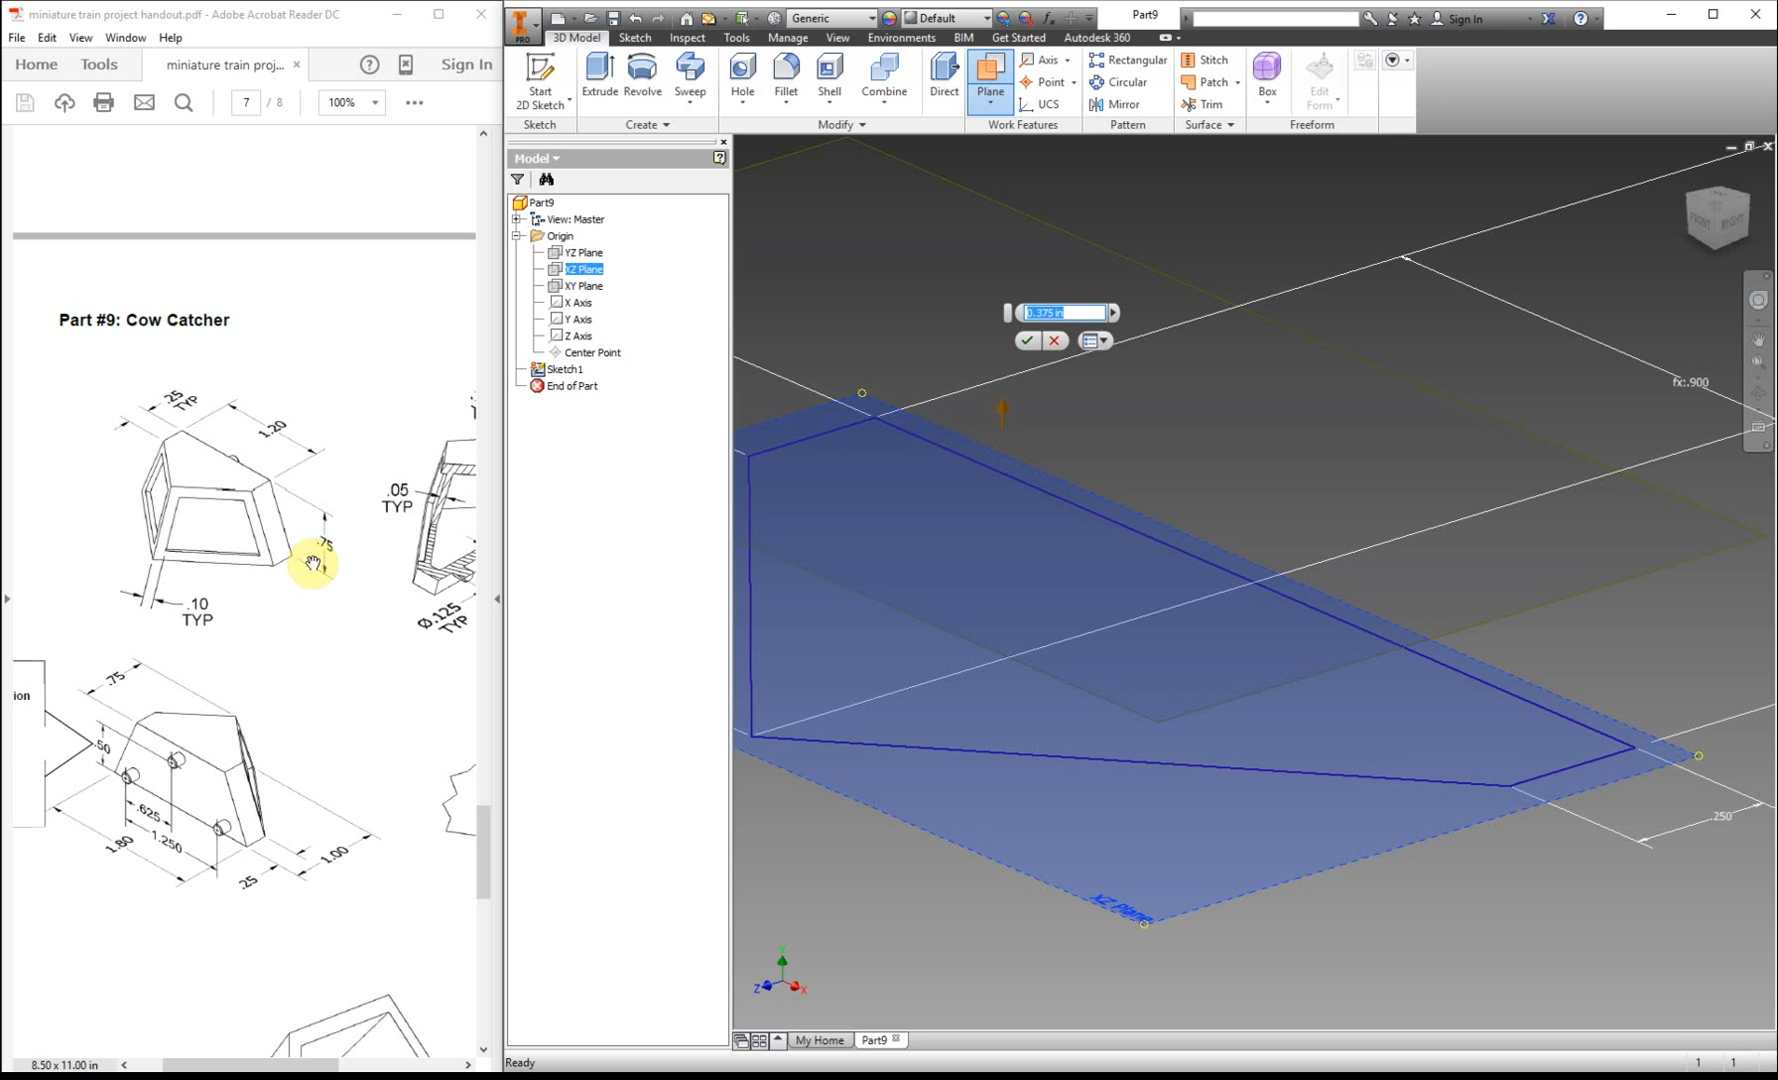 miniature train project handout.pdf - Adobe Acrobat Reader DC
File Edit View Window Help
Home Tools miniature train proj... × Sign In
7 / 8 100%
Part #9: Cow Catcher
.25
TYP
1.20
.75
.10
TYP
.05
TYP
Ø.125
TYP
ion
.75
.50
.625
1.250
1.80
.25
1.00
8.50 x 11.00 in
PRO
Generic Default Part9 Sign In
3D Model Sketch Inspect Tools Manage View Environments BIM Get Started Autodesk 360
Start
2D Sketch
Extrude Revolve Sweep
Hole Fillet Shell Combine Direct
Plane Axis Point UCS
Rectangular Circular Mirror
Stitch Patch Trim
Box Edit
Form
Sketch Create Modify Work Features Pattern Surface Freeform
Model
Part9
View: Master
Origin
YZ Plane
XZ Plane
XY Plane
X Axis
Y Axis
Z Axis
Center Point
Sketch1
End of Part
FRONT RIGHT
0.375 in
fx:.900
.250
XZ Plane
Y
Z X
My Home Part9
Ready 1 1